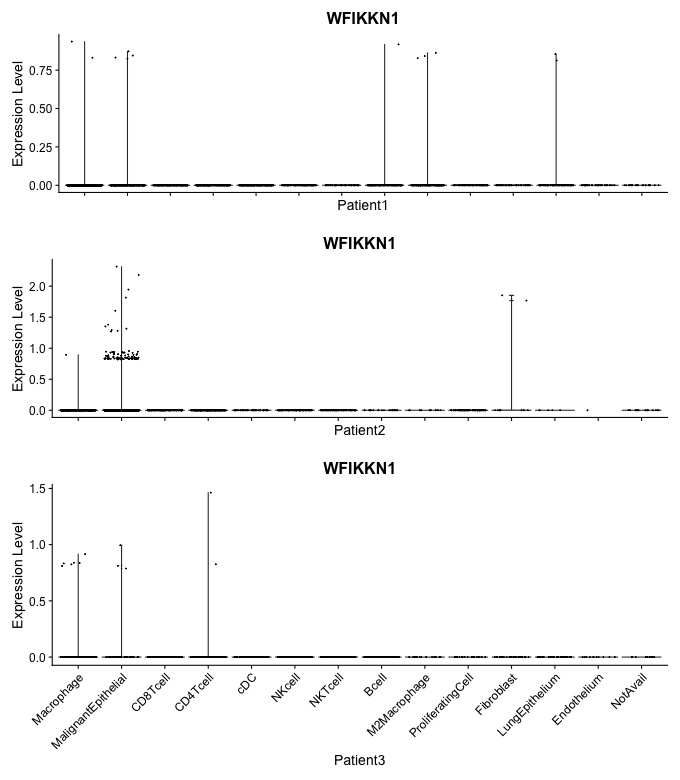 WFIKKN1
Expression Level
0.75
0.50
0.25
0.00
Patient1
WFIKKN1
Expression Level
2.0
1.5
1.0
0.5
0.0
Patient2
WFIKKN1
Expression Level
1.5
1.0
0.5
0.0
Macrophage
MalignantEpithelial
CD8Tcell
CD4Tcell
cDC
NKcell
NKTcell
Bcell
M2Macrophage
ProliferatingCell
Fibroblast
LungEpithelium
Endothelium
NotAvail
Patient3